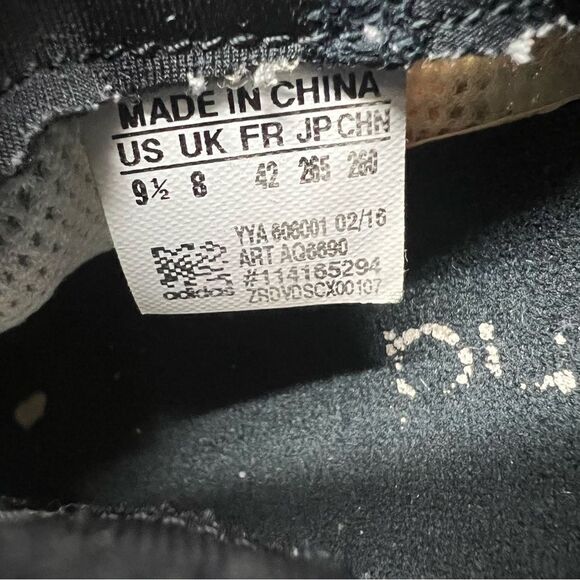 MADE IN CHINA
US UK FR JP CHN
9½ 8 42 265 260
YYA 606001 02/16
ART AQ6690
#114165294
adidas ZRDVDSCX00107